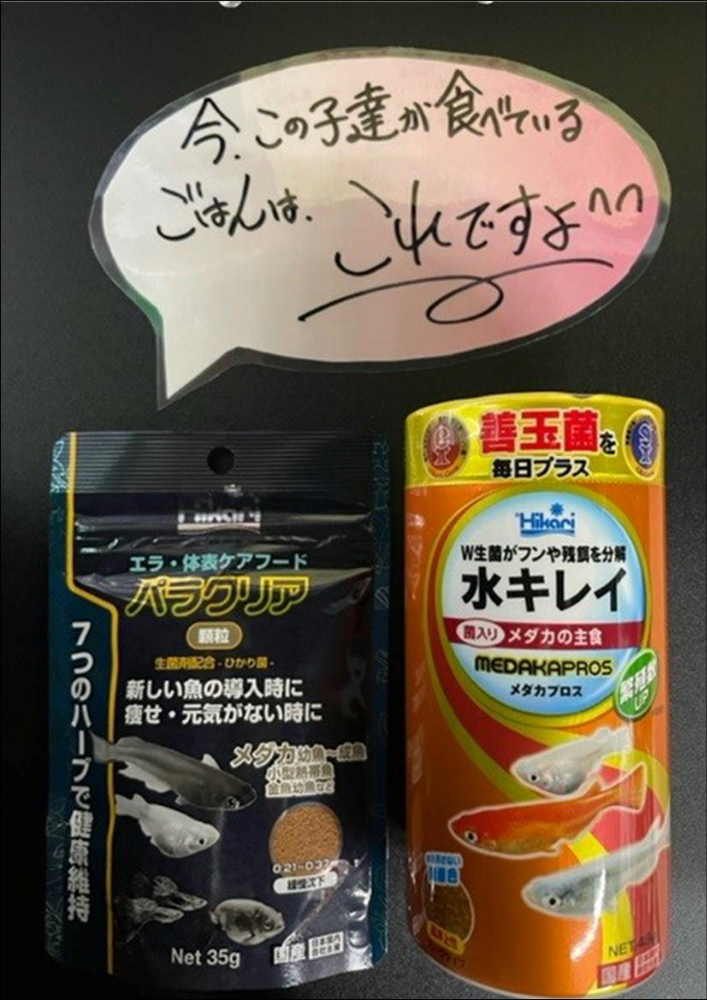 今、この子達が食べている
ごはんは、これですよ^^
Hikari
エラ・体表ケアフード
パラクリア
顆粒
生菌剤配合 - ひかり菌 -
新しい魚の導入時に
痩せ・元気がない時に
7つのハーブで健康維持
メダカ幼魚〜成魚
小型熱帯魚
金魚幼魚など
緩慢沈下
Net 35g
国産
善玉菌を
毎日プラス
Hikari
W生菌がフンや残餌を分解
水キレイ
菌入り メダカの主食
MEDAKAPROS
メダカプロス
UP
NET
国産